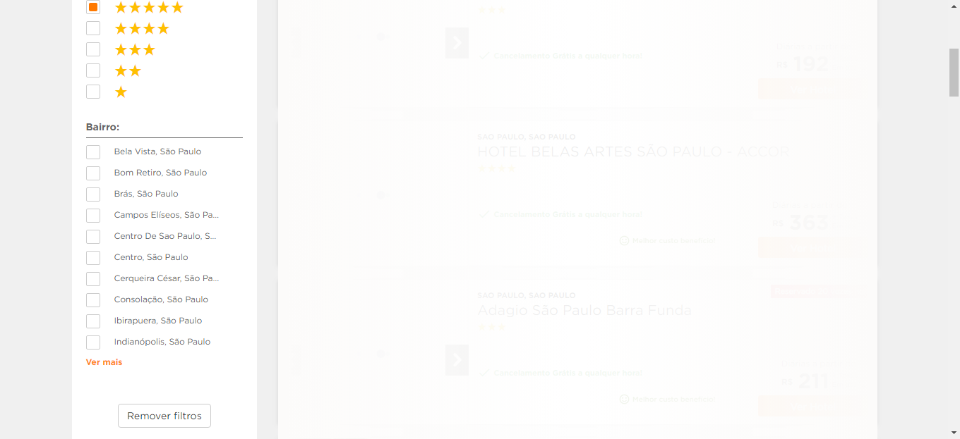 Bairro:
Bela Vista, São Paulo
Bom Retiro, São Paulo
Brás, São Paulo
Campos Elíseos, São Pa...
Centro De Sao Paulo, S...
Centro, São Paulo
Cerqueira César, São Pa...
Consolação, São Paulo
Ibirapuera, São Paulo
Indianópolis, São Paulo
Ver mais
Remover filtros
192
SÃO PAULO, SAO PAULO
HOTEL BELAS ARTES SÃO PAULO - ACCOR
363
SÃO PAULO, SAO PAULO
Adagio São Paulo Barra Funda
211